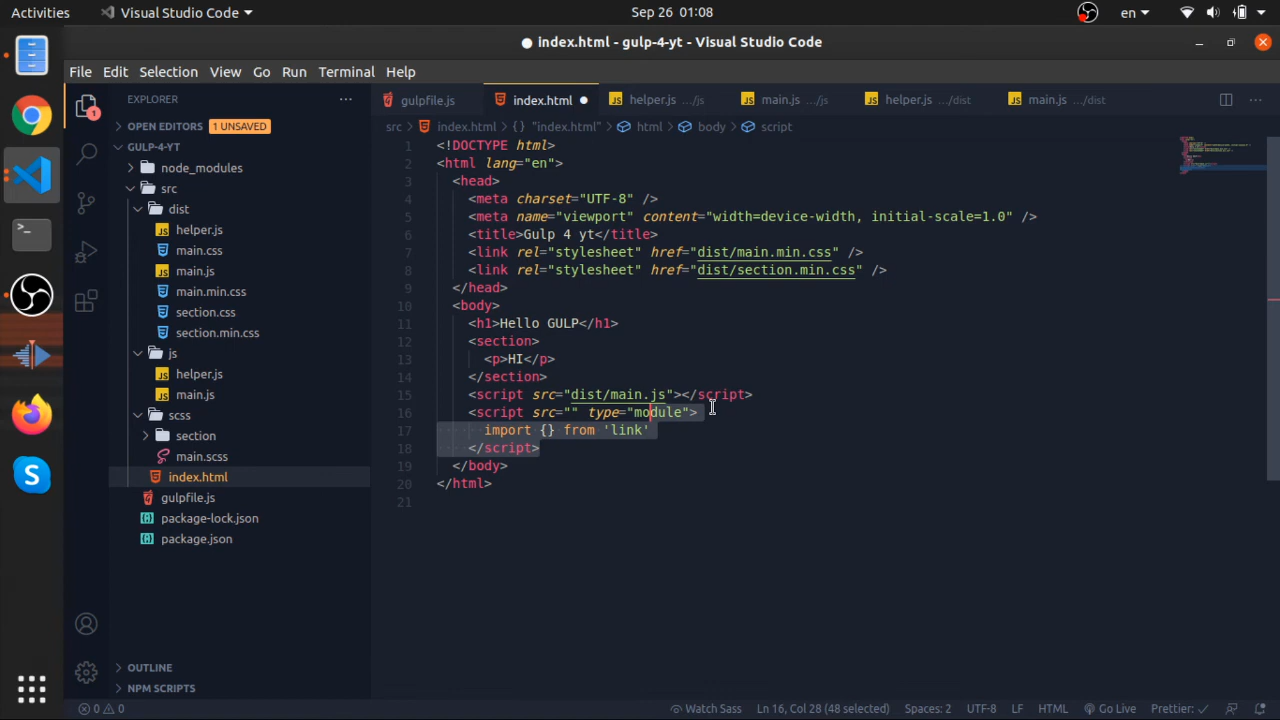 Activities
Visual Studio Code
Sep 26 01:08
en
● index.html - gulp-4-yt - Visual Studio Code
File Edit Selection View Go Run Terminal Help
1
EXPLORER
OPEN EDITORS 1 UNSAVED
GULP-4-YT
node_modules
src
dist
helper.js
main.css
main.js
main.min.css
section.css
section.min.css
js
helper.js
main.js
scss
section
main.scss
index.html
gulpfile.js
package-lock.json
package.json
OUTLINE
NPM SCRIPTS
gulpfile.js index.html ● helper.js .../js main.js .../js helper.js .../dist main.js .../dist
src > index.html > {} "index.html" > html > body > script
1 <!DOCTYPE html>
2 <html lang="en">
3 <head>
4 <meta charset="UTF-8" />
5 <meta name="viewport" content="width=device-width, initial-scale=1.0" />
6 <title>Gulp 4 yt</title>
7 <link rel="stylesheet" href="dist/main.min.css" />
8 <link rel="stylesheet" href="dist/section.min.css" />
9 </head>
10 <body>
11 <h1>Hello GULP</h1>
12 <section>
13 <p>HI</p>
14 </section>
15 <script src="dist/main.js"></script>
16 <script src="" type="module">
17 import {} from 'link'
18 </script>
19 </body>
20 </html>
21
0 0
Watch Sass Ln 16, Col 28 (48 selected) Spaces: 2 UTF-8 LF HTML Go Live Prettier: ✓